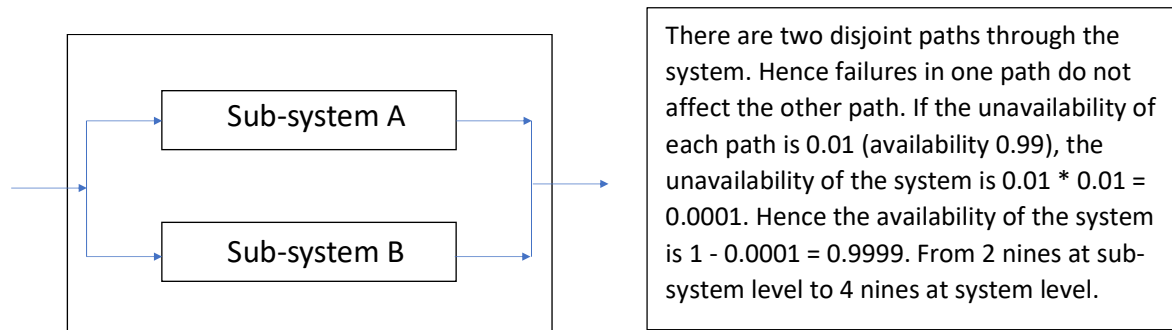 Sub-system A
Sub-system B
There are two disjoint paths through the
system. Hence failures in one path do not
affect the other path. If the unavailability of
each path is 0.01 (availability 0.99), the
unavailability of the system is 0.01 * 0.01 =
0.0001. Hence the availability of the system
is 1 - 0.0001 = 0.9999. From 2 nines at sub-
system level to 4 nines at system level.